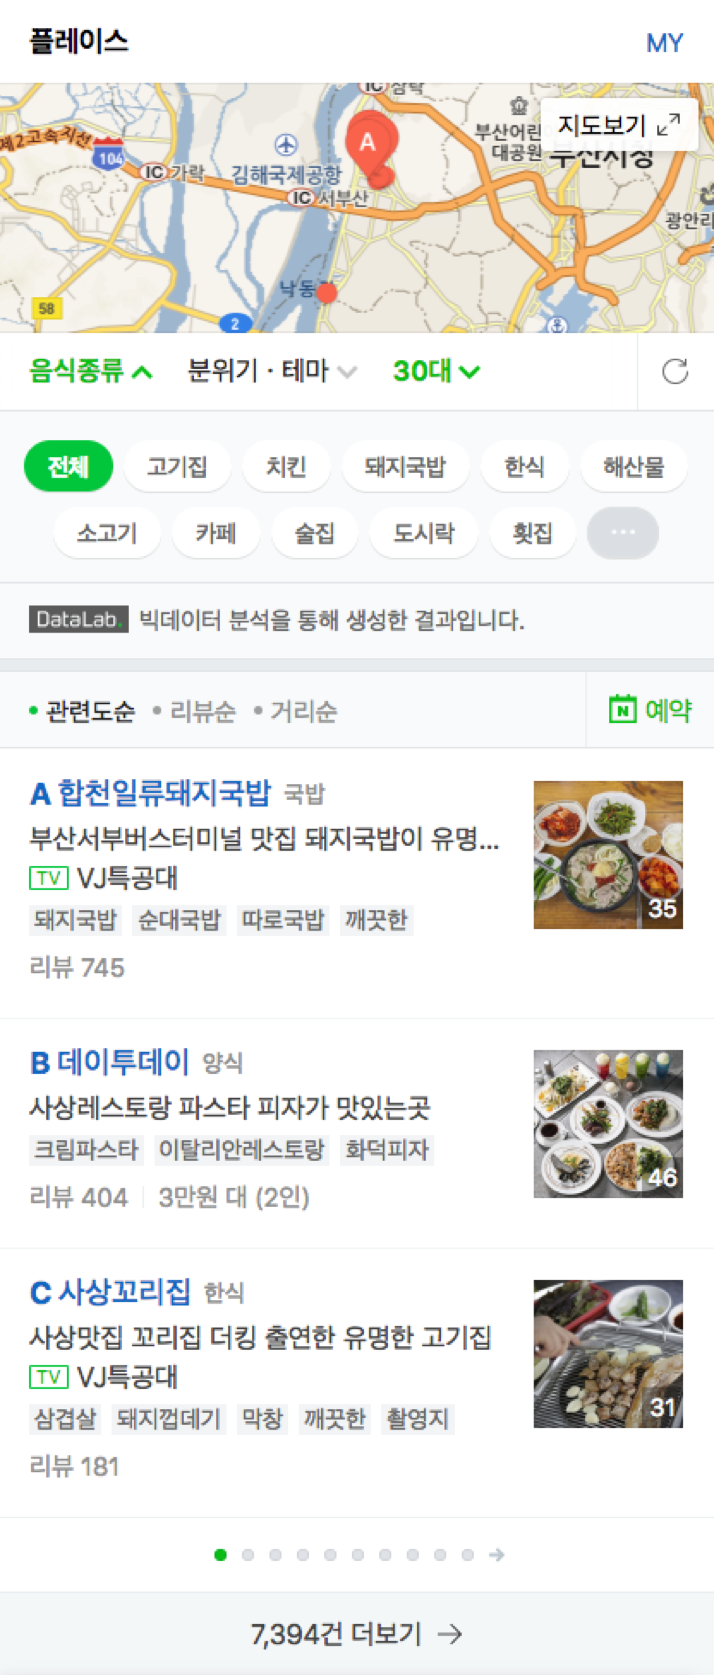 플레이스
MY
IC 삼락
제2고속지선
104
IC 가락
김해국제공항
IC 서부산
A
부산어린
대공원
부산시청
지도보기
광안리
낙동
58
2
음식종류 분위기 · 테마 30대
전체 고기집 치킨 돼지국밥 한식 해산물
소고기 카페 술집 도시락 횟집 ···
DataLab. 빅데이터 분석을 통해 생성한 결과입니다.
• 관련도순 • 리뷰순 • 거리순
N 예약
A 합천일류돼지국밥 국밥
부산서부버스터미널 맛집 돼지국밥이 유명...
TV VJ특공대
돼지국밥 순대국밥 따로국밥 깨끗한
리뷰 745
35
B 데이투데이 양식
사상레스토랑 파스타 피자가 맛있는곳
크림파스타 이탈리안레스토랑 화덕피자
리뷰 404 3만원 대 (2인)
46
C 사상꼬리집 한식
사상맛집 꼬리집 더킹 출연한 유명한 고기집
TV VJ특공대
삼겹살 돼지껍데기 막창 깨끗한 촬영지
리뷰 181
31
7,394건 더보기 →